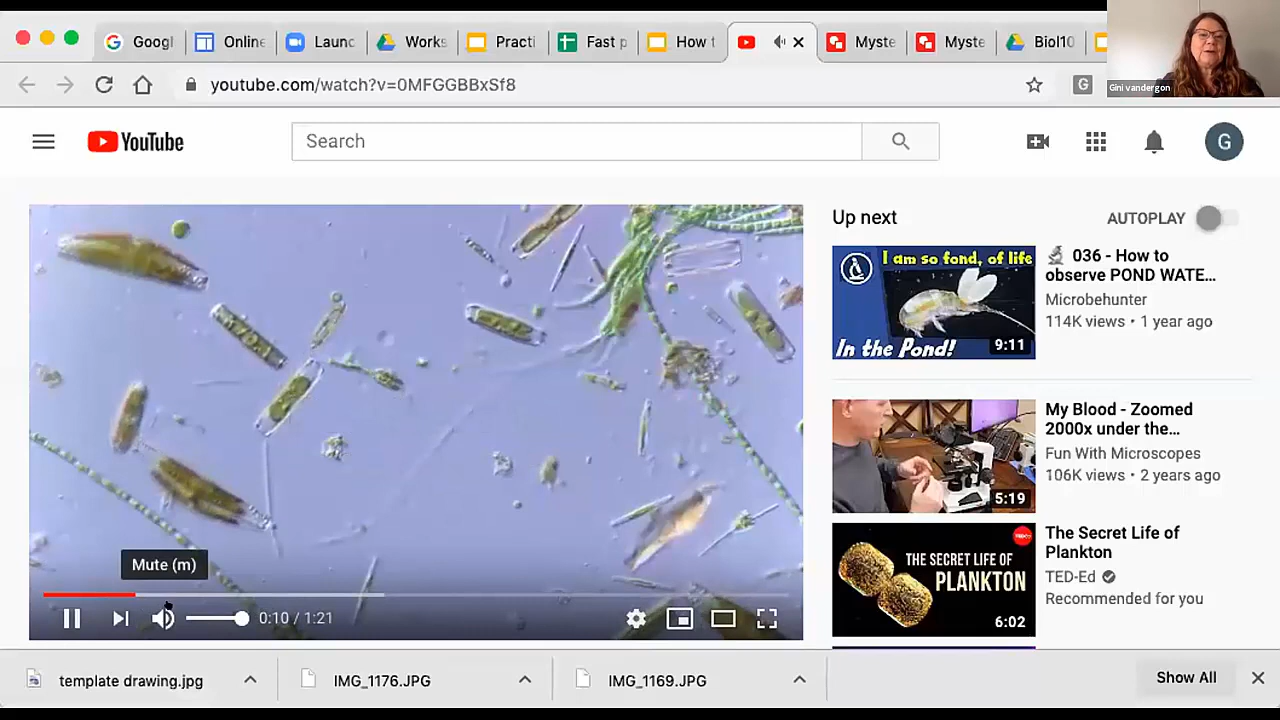 Googl
Online
Launc
Works
Practi
Fast p
How t
Myste
Myste
Biol10
youtube.com/watch?v=0MFGGBBxSf8
G
Gini vandergon
YouTube
Search
G
Up next
AUTOPLAY
I am so fond, of life
In the Pond!
9:11
036 - How to
observe POND WATE...
Microbehunter
114K views • 1 year ago
5:19
My Blood - Zoomed
2000x under the...
Fun With Microscopes
106K views • 2 years ago
THE SECRET LIFE OF
PLANKTON
6:02
The Secret Life of
Plankton
TED-Ed
Recommended for you
Mute (m)
0:10 / 1:21
template drawing.jpg
IMG_1176.JPG
IMG_1169.JPG
Show All